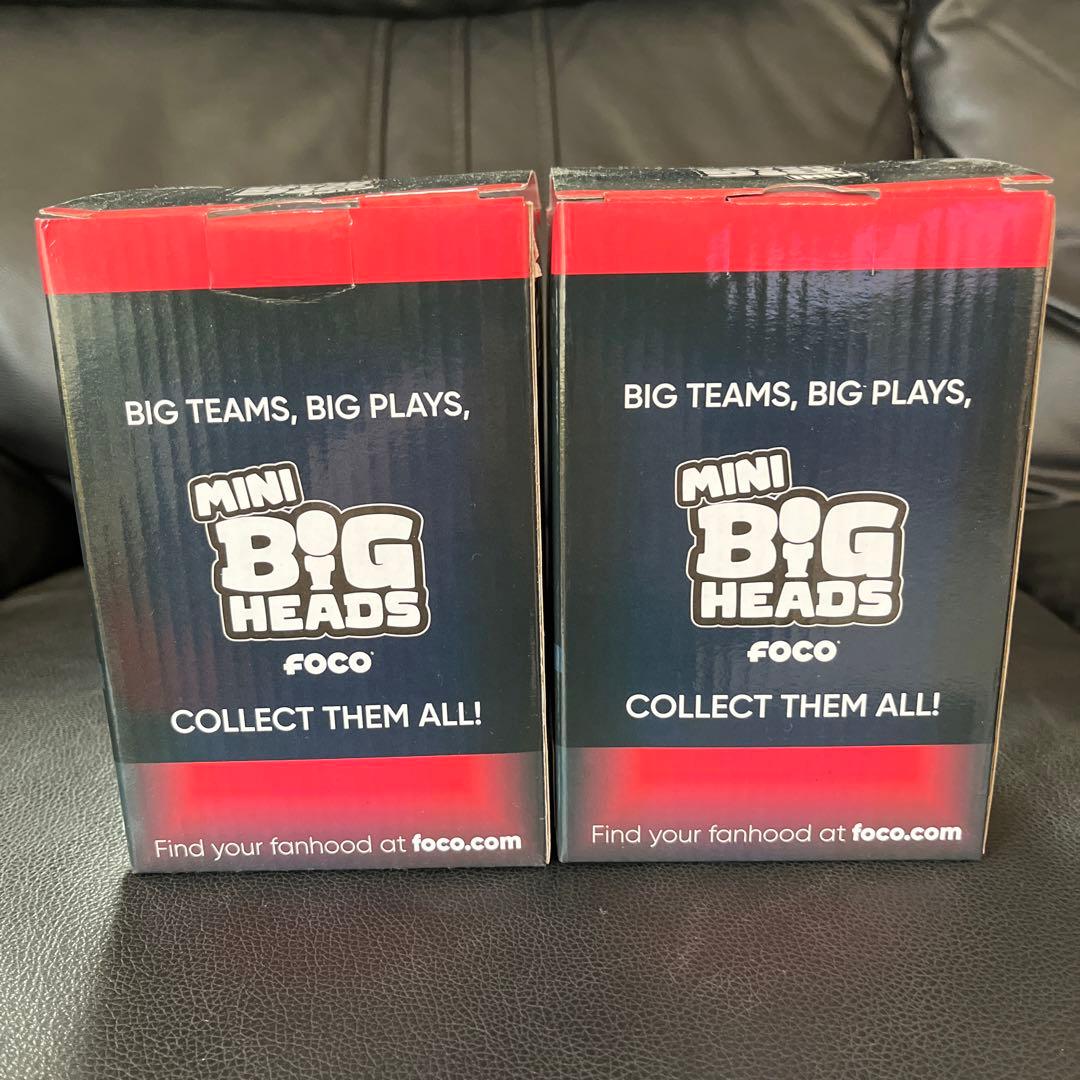 BIG TEAMS, BIG PLAYS,
MINI
BIG
HEADS
FOCO
COLLECT THEM ALL!
Find your fanhood at foco.com
BIG TEAMS, BIG PLAYS,
MINI
BIG
HEADS
FOCO
COLLECT THEM ALL!
Find your fanhood at foco.com